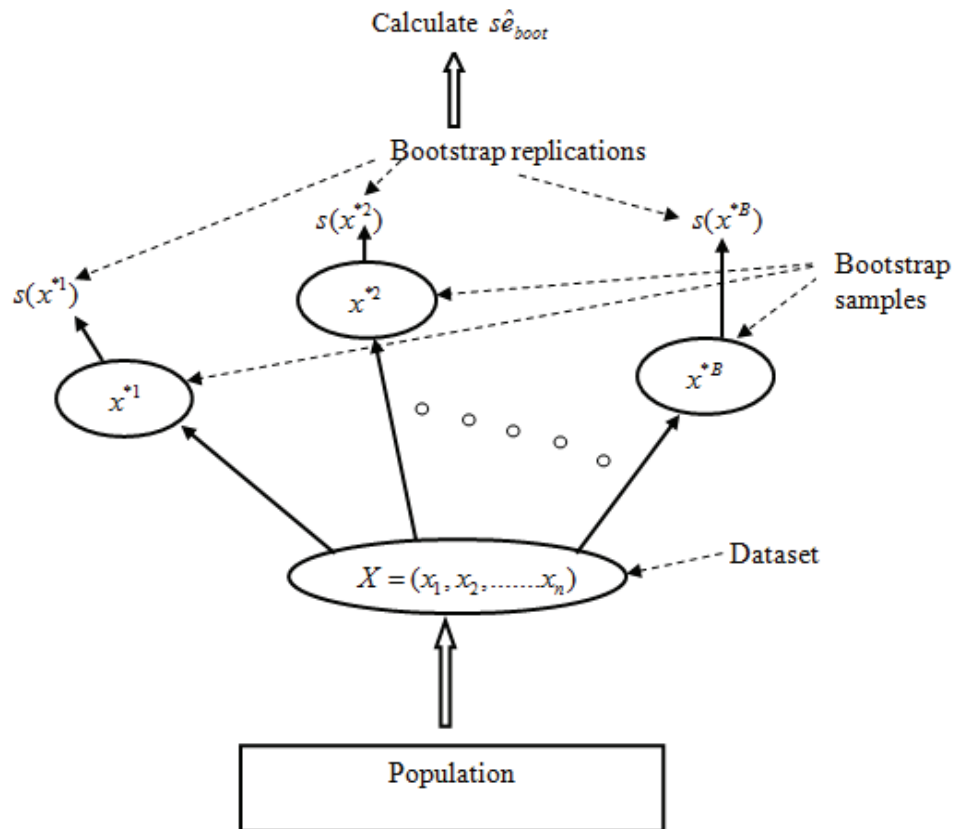 Calculate sê_boot
Bootstrap replications
s(x*²)
s(x*ᴮ)
s(x*¹)
Bootstrap
samples
x*²
x*¹
x*ᴮ
Dataset
X = (x₁, x₂,.......xₙ)
Population